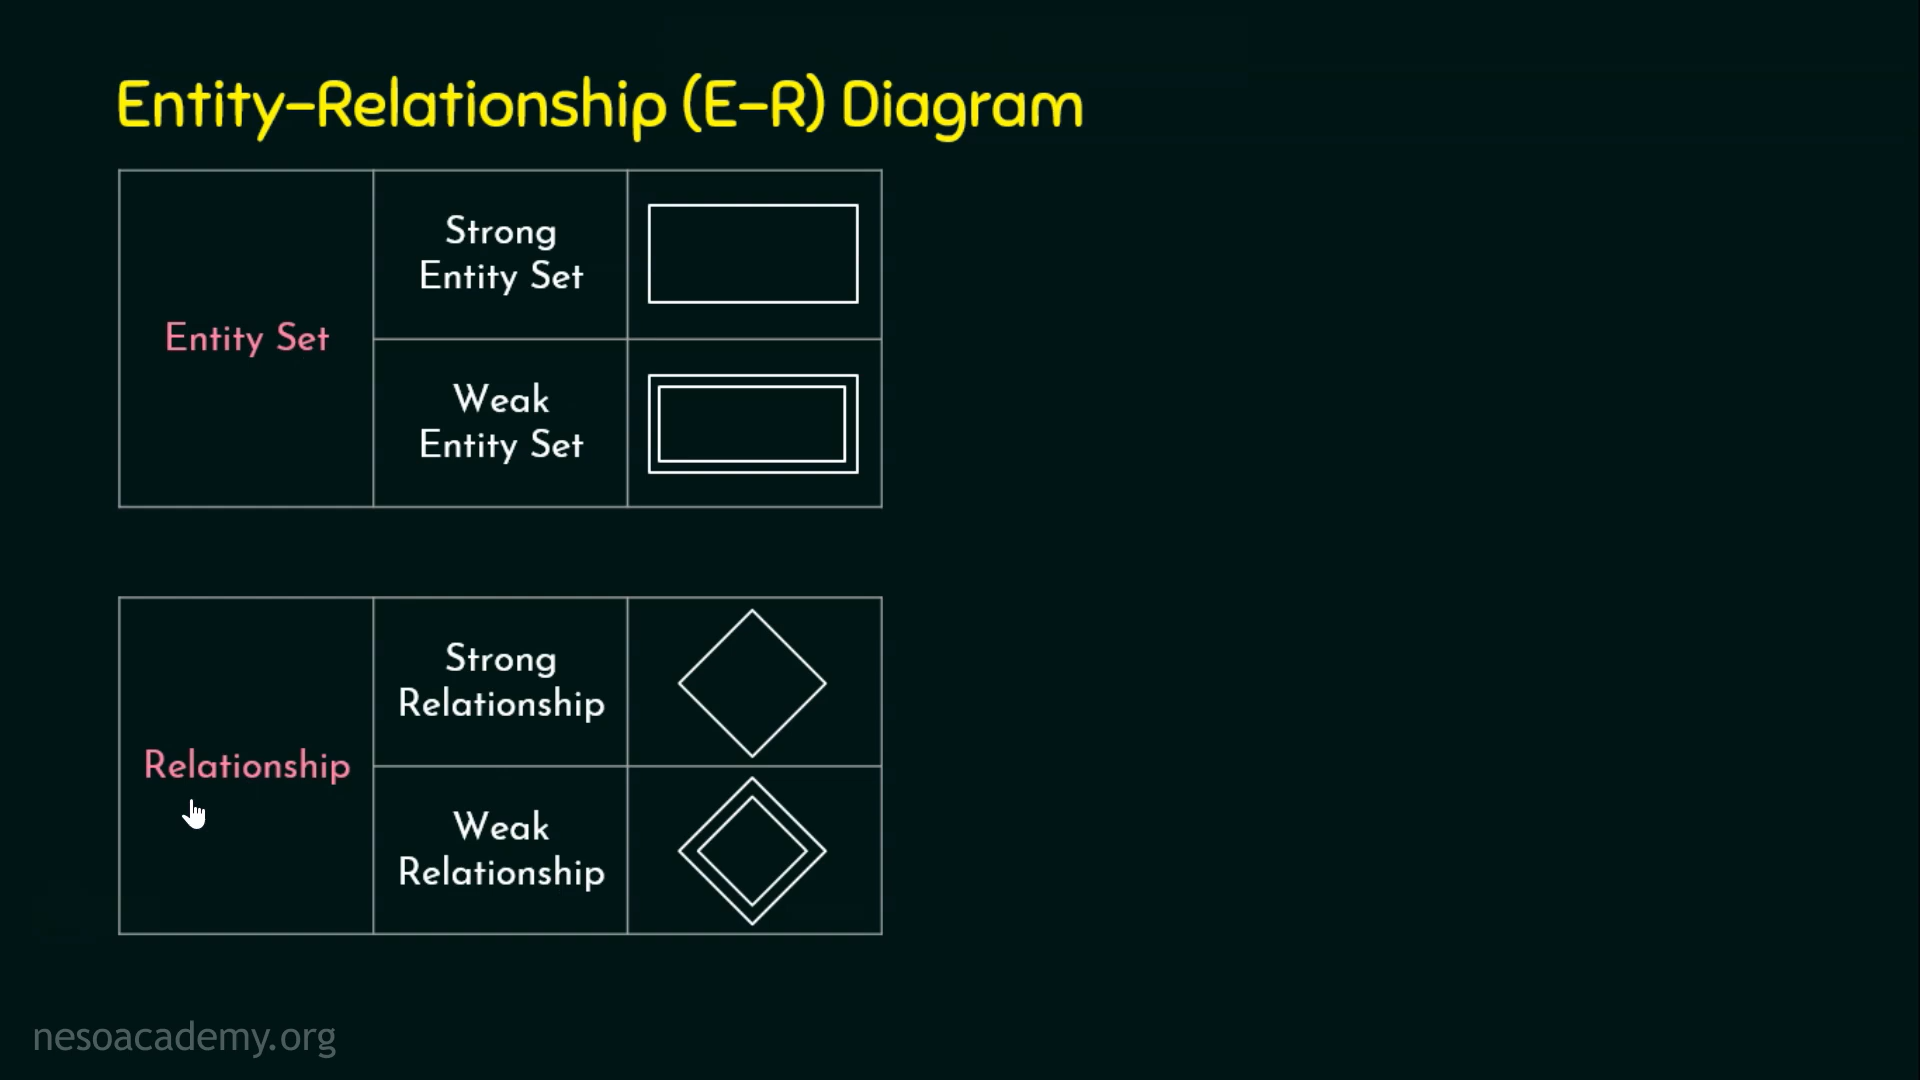 Entity-Relationship (E-R) Diagram
Entity Set
Strong
Entity Set
Weak
Entity Set
Relationship
Strong
Relationship
Weak
Relationship
nesoacademy.org